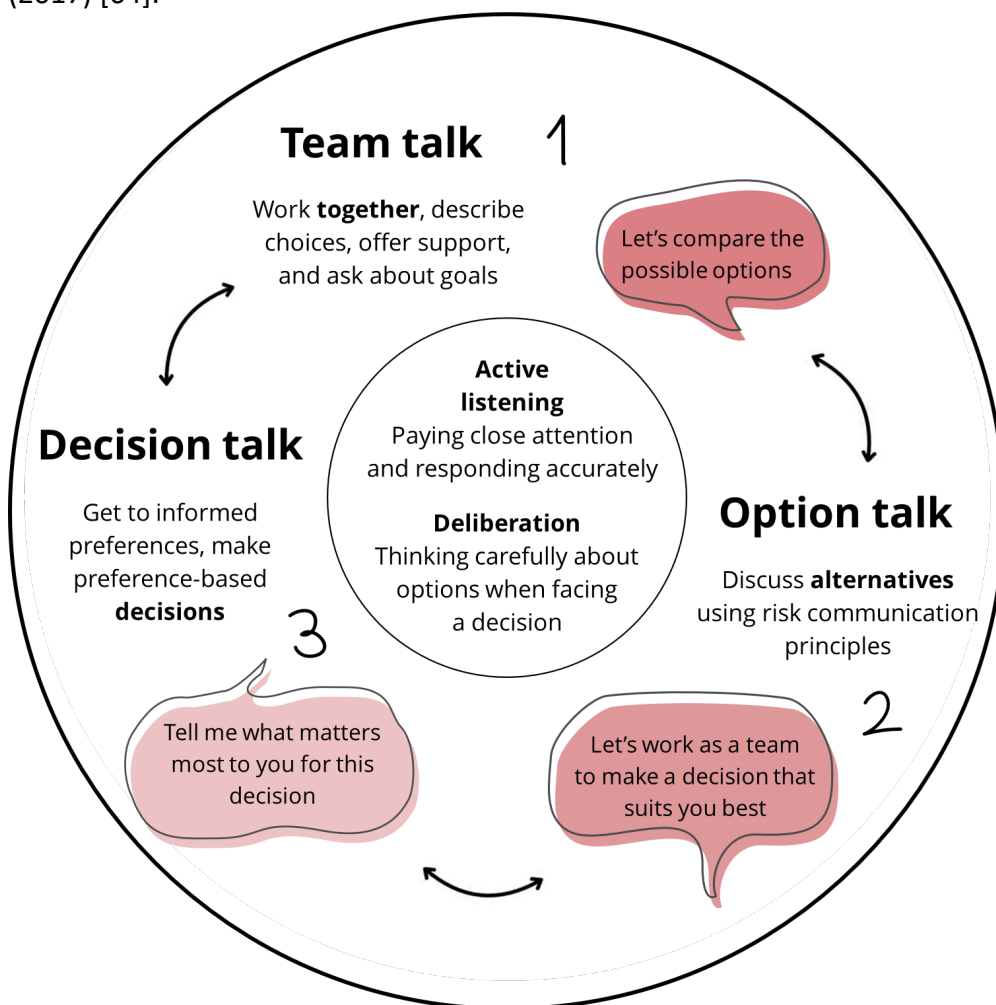 (2017) [64].
Team talk 1
Work together, describe
choices, offer support,
and ask about goals
Let's compare the
possible options
Active
listening
Paying close attention
and responding accurately
Deliberation
Thinking carefully about
options when facing
a decision
Decision talk
Get to informed
preferences, make
preference-based
decisions
3
Option talk
Discuss alternatives
using risk communication
principles
2
Tell me what matters
most to you for this
decision
Let's work as a team
to make a decision that
suits you best